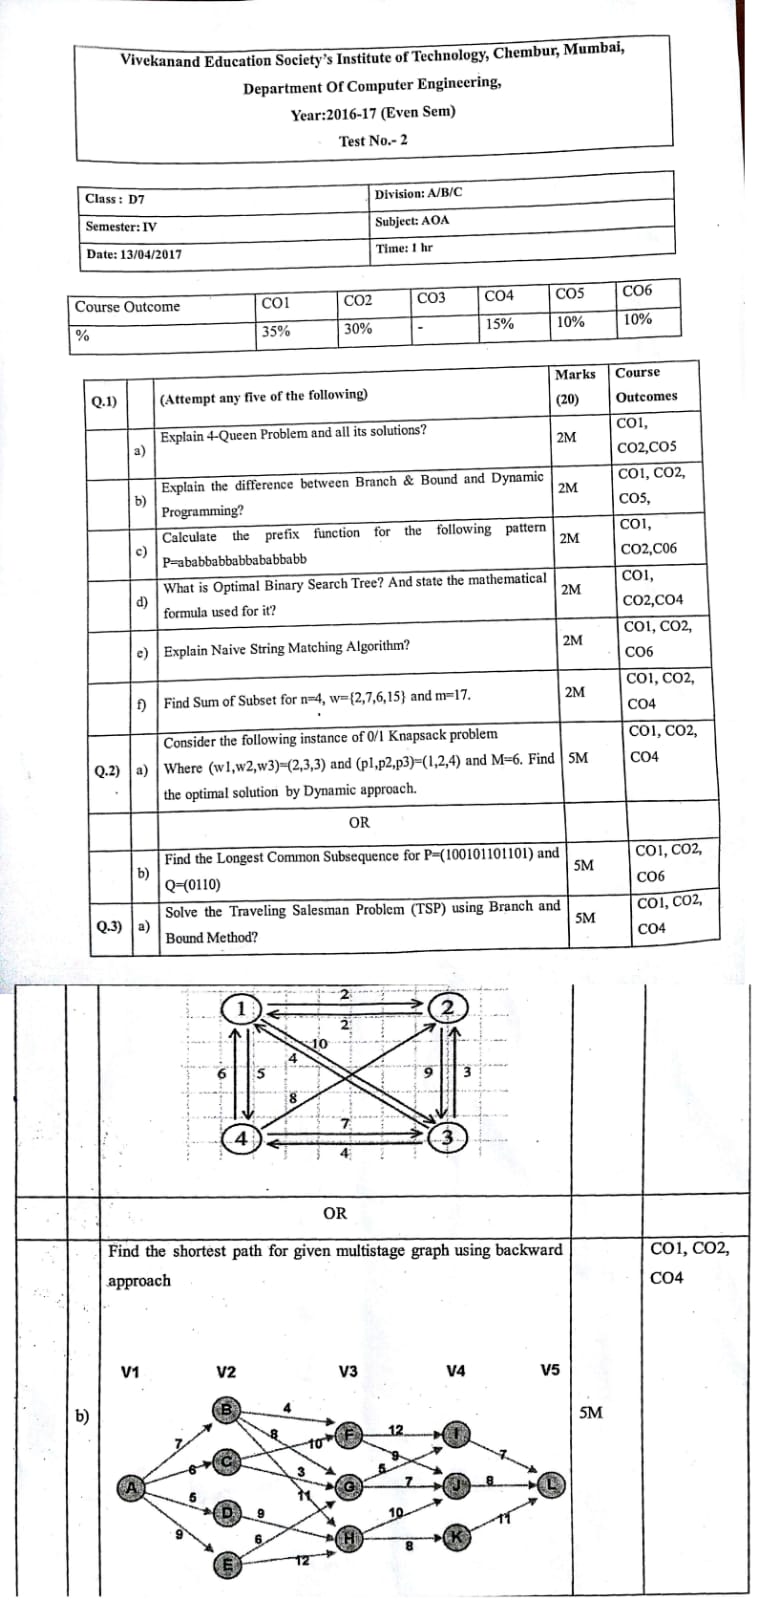 Vivekanand Education Society's Institute of Technology, Chembur, Mumbai,
Department Of Computer Engineering,
Year:2016-17 (Even Sem)
Test No.- 2
Class : D7
Division: A/B/C
Semester: IV
Subject: AOA
Date: 13/04/2017
Time: 1 hr
Course Outcome CO1 CO2 CO3 CO4 CO5 CO6
% 35% 30% - 15% 10% 10%
Q.1) (Attempt any five of the following) Marks (20) Course Outcomes
a) Explain 4-Queen Problem and all its solutions? 2M CO1,
CO2,CO5
b) Explain the difference between Branch & Bound and Dynamic 2M CO1, CO2,
Programming? CO5,
c) Calculate the prefix function for the following pattern 2M CO1,
P=ababbabbabbababbabb CO2,C06
d) What is Optimal Binary Search Tree? And state the mathematical 2M CO1,
formula used for it? CO2,CO4
e) Explain Naive String Matching Algorithm? 2M CO1, CO2,
CO6
f) Find Sum of Subset for n=4, w={2,7,6,15} and m=17. 2M CO1, CO2,
CO4
Q.2) a) Consider the following instance of 0/1 Knapsack problem 5M CO1, CO2,
Where (w1,w2,w3)=(2,3,3) and (p1,p2,p3)=(1,2,4) and M=6. Find CO4
the optimal solution by Dynamic approach.
OR
b) Find the Longest Common Subsequence for P=(100101101101) and 5M CO1, CO2,
Q=(0110) CO6
Q.3) a) Solve the Traveling Salesman Problem (TSP) using Branch and 5M CO1, CO2,
Bound Method? CO4
2
1 2
2
10
4
6 5 9 3
8
7
4 3
4
OR
Find the shortest path for given multistage graph using backward CO1, CO2,
approach CO4
V1 V2 V3 V4 V5
b) 5M
B 4
8 F 12 I
7 10 9 7
6 C 3 5
A G 7 J 8 L
5 11
D 9 10
9 6 H K 11
E 12 8